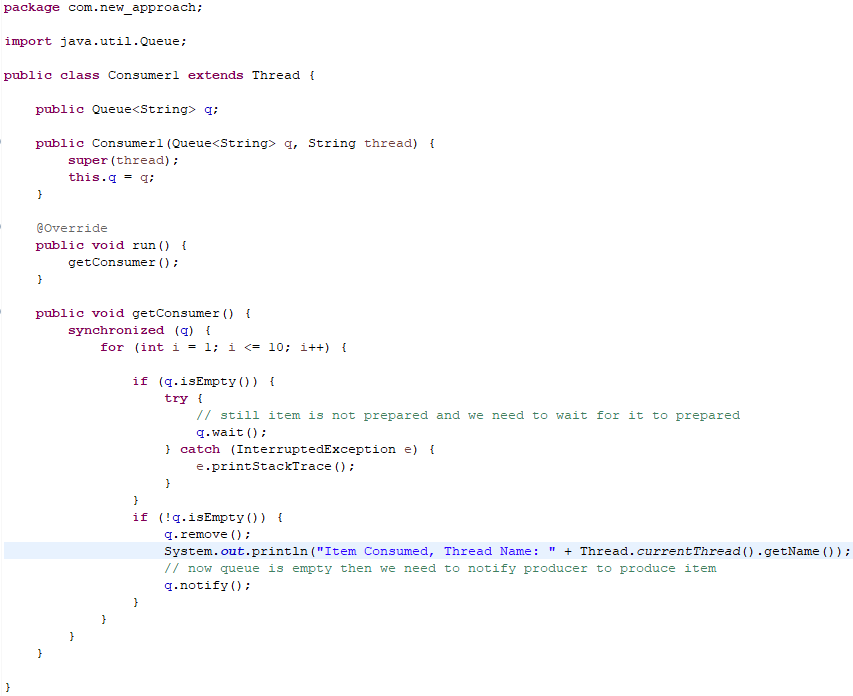 package com.new_approach;
import java.util.Queue;
public class Consumer1 extends Thread {
public Queue<String> q;
public Consumer1(Queue<String> q, String thread) {
super(thread);
this.q = q;
}
@Override
public void run() {
getConsumer();
}
public void getConsumer() {
synchronized (q) {
for (int i = 1; i <= 10; i++) {
if (q.isEmpty()) {
try {
// still item is not prepared and we need to wait for it to prepared
q.wait();
} catch (InterruptedException e) {
e.printStackTrace();
}
}
if (!q.isEmpty()) {
q.remove();
System.out.println("Item Consumed, Thread Name: " + Thread.currentThread().getName());
// now queue is empty then we need to notify producer to produce item
q.notify();
}
}
}
}
}